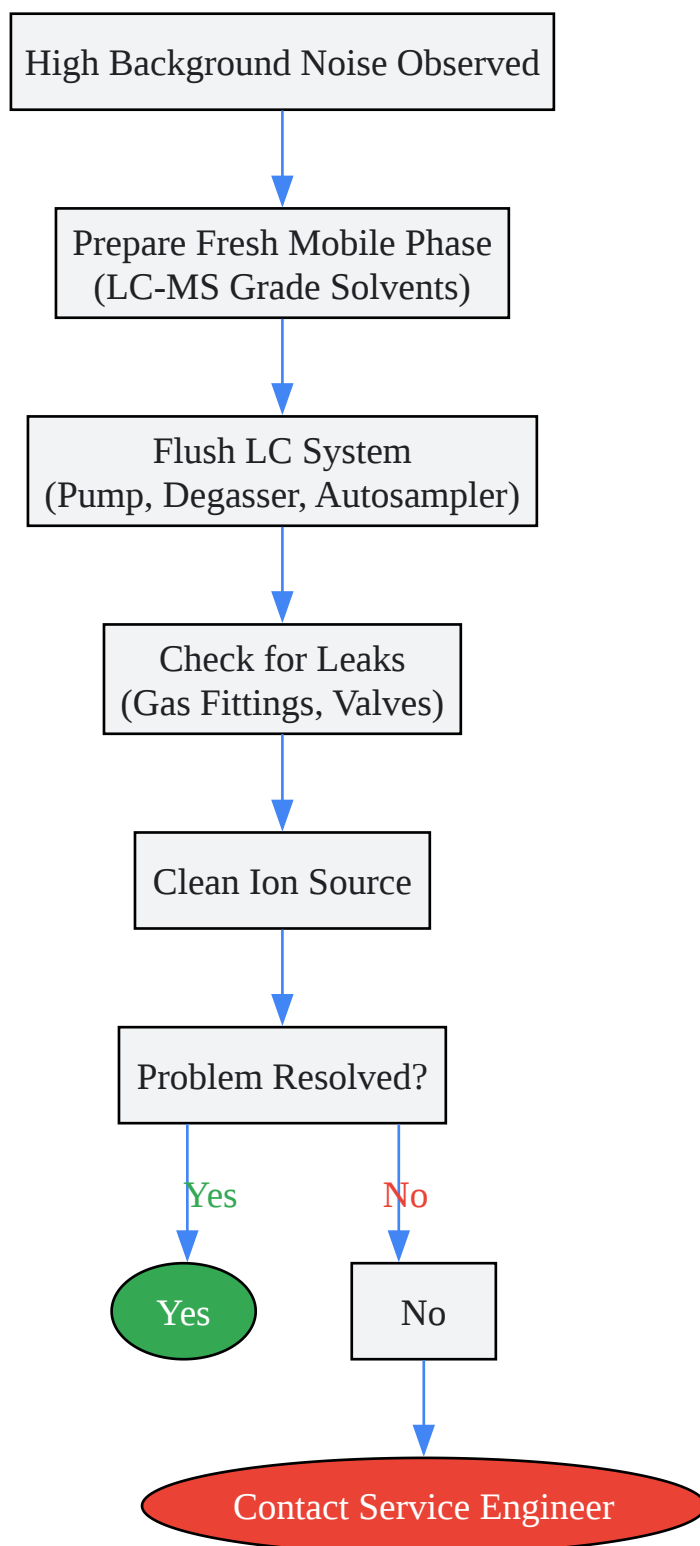 High Background Noise Observed
Prepare Fresh Mobile Phase
(LC-MS Grade Solvents)
Flush LC System
(Pump, Degasser, Autosampler)
Check for Leaks
(Gas Fittings, Valves)
Clean Ion Source
Problem Resolved?
Yes
No
Yes
No
Contact Service Engineer